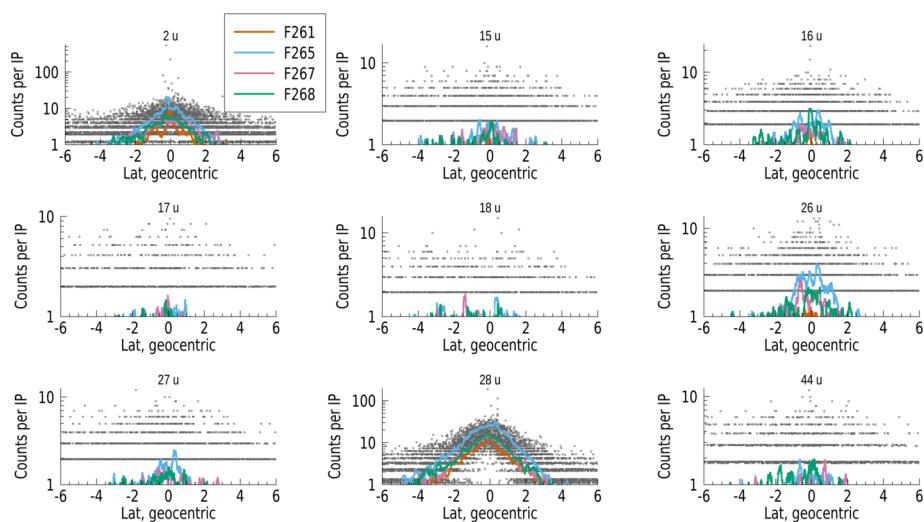 F261
F265
F267
F268
2 u
Counts per IP
100
10
1
-6 -4 -2 0 2 4 6
Lat, geocentric
15 u
Counts per IP
10
1
-6 -4 -2 0 2 4 6
Lat, geocentric
16 u
Counts per IP
10
1
-6 -4 -2 0 2 4 6
Lat, geocentric
17 u
Counts per IP
10
1
-6 -4 -2 0 2 4 6
Lat, geocentric
18 u
Counts per IP
10
1
-6 -4 -2 0 2 4 6
Lat, geocentric
26 u
Counts per IP
10
1
-6 -4 -2 0 2 4 6
Lat, geocentric
27 u
Counts per IP
10
1
-6 -4 -2 0 2 4 6
Lat, geocentric
28 u
Counts per IP
100
10
1
-6 -4 -2 0 2 4 6
Lat, geocentric
44 u
Counts per IP
10
1
-6 -4 -2 0 2 4 6
Lat, geocentric